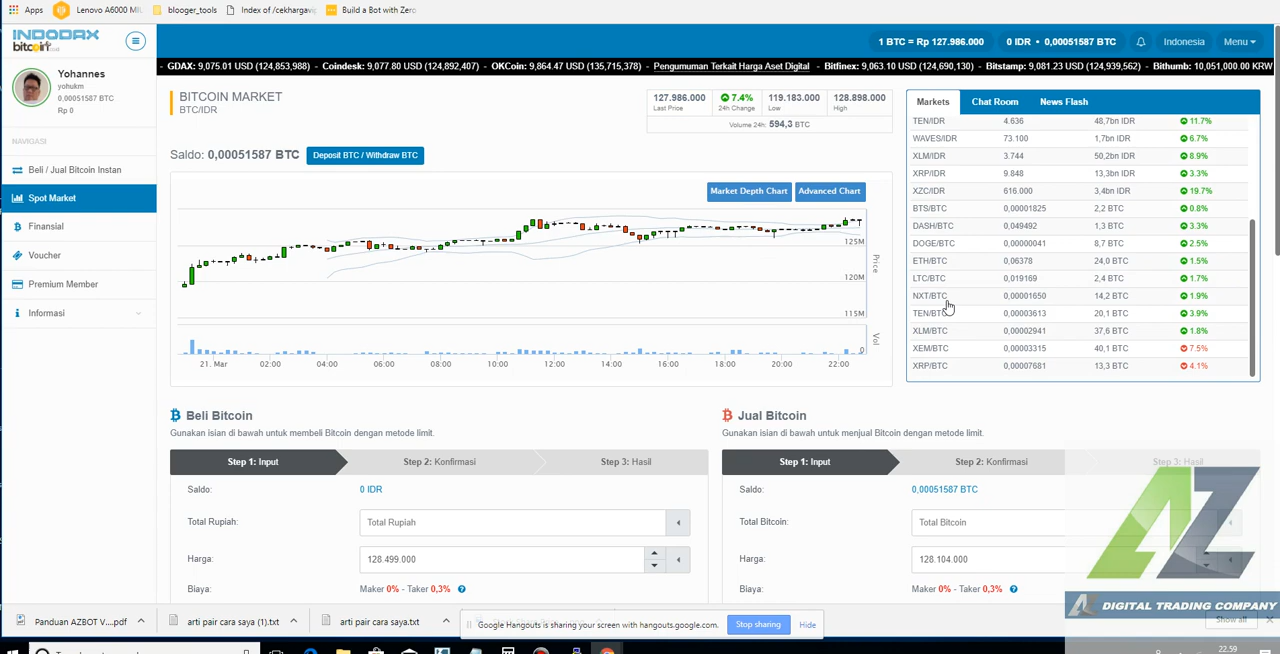 Apps
Lenovo A6000 MI
blooger_tools
Index of /cekhargavip
Build a Bot with Zero
INDODAX
bitcoin
1 BTC = Rp 127.986.000
0 IDR • 0,00051587 BTC
Indonesia
Menu
- GDAX: 9,075.01 USD (124,853,988) - Coindesk: 9,077.80 USD (124,892,407) - OKCoin: 9,864.47 USD (135,715,378) - Pengumuman Terkait Harga Aset Digital - Bitfinex: 9,063.10 USD (124,690,130) - Bitstamp: 9,081.23 USD (124,939,562) - Bithumb: 10,051,000.00 KRW
Yohannes
yohukm
0,00051587 BTC
Rp 0
NAVIGASI
Beli / Jual Bitcoin Instan
Spot Market
Finansial
Voucher
Premium Member
Informasi
BITCOIN MARKET
BTC/IDR
127.986.000
Last Price
7.4%
24h Change
119.183.000
Low
128.898.000
High
Volume 24h: 594,3 BTC
Saldo: 0,00051587 BTC
Deposit BTC / Withdraw BTC
Market Depth Chart
Advanced Chart
125M
120M
115M
Price
Vol
0
21. Mar 02:00 04:00 06:00 08:00 10:00 12:00 14:00 16:00 18:00 20:00 22:00
Markets
Chat Room
News Flash
TEN/IDR 4.636 48,7bn IDR 11.7%
WAVES/IDR 73.100 1,7bn IDR 6.7%
XLM/IDR 3.744 50,2bn IDR 8.9%
XRP/IDR 9.848 13,3bn IDR 3.3%
XZC/IDR 616.000 3,4bn IDR 19.7%
BTS/BTC 0,00001825 2,2 BTC 0.8%
DASH/BTC 0,049492 1,3 BTC 3.3%
DOGE/BTC 0,00000041 8,7 BTC 2.5%
ETH/BTC 0,06378 24,0 BTC 1.5%
LTC/BTC 0,019169 2,4 BTC 1.7%
NXT/BTC 0,00001650 14,2 BTC 1.9%
TEN/BTC 0,00003613 20,1 BTC 3.9%
XLM/BTC 0,00002941 37,6 BTC 1.8%
XEM/BTC 0,00003315 40,1 BTC 7.5%
XRP/BTC 0,00007681 13,3 BTC 4.1%
Beli Bitcoin
Gunakan isian di bawah untuk membeli Bitcoin dengan metode limit.
Step 1: Input
Step 2: Konfirmasi
Step 3: Hasil
Saldo: 0 IDR
Total Rupiah: Total Rupiah
Harga: 128.499.000
Biaya: Maker 0% - Taker 0,3%
Jual Bitcoin
Gunakan isian di bawah untuk menjual Bitcoin dengan metode limit.
Step 1: Input
Step 2: Konfirmasi
Step 3: Hasil
Saldo: 0,00051587 BTC
Total Bitcoin: Total Bitcoin
Harga: 128.104.000
Biaya: Maker 0% - Taker 0,3%
AZ
DIGITAL TRADING COMPANY
Panduan AZBOT V....pdf
arti pair cara saya (1).txt
arti pair cara saya.txt
Google Hangouts is sharing your screen with hangouts.google.com.
Stop sharing
Hide
Show all
22.59